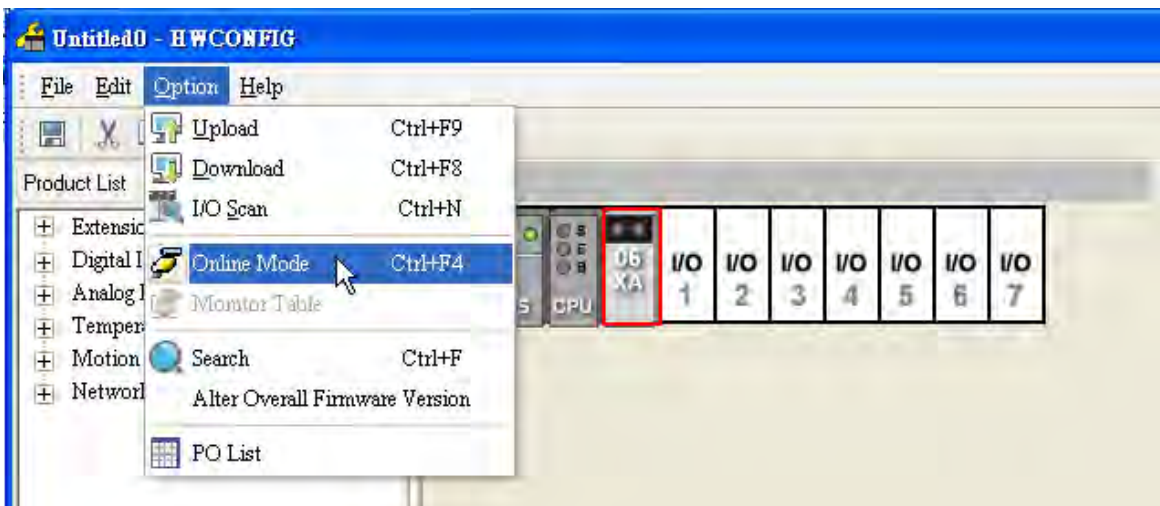 Untitled0 - HWCONFIG
File Edit Option Help
Upload Ctrl+F9
Download Ctrl+F8
Product List
I/O Scan Ctrl+N
Online Mode Ctrl+F4
Monitor Table
Search Ctrl+F
Alter Overall Firmware Version
PO List
Extensio
Digital I
Analog I
Temper
Motion
Networl
S
CPU
06
XA
I/O I/O I/O I/O I/O I/O I/O
1 2 3 4 5 6 7